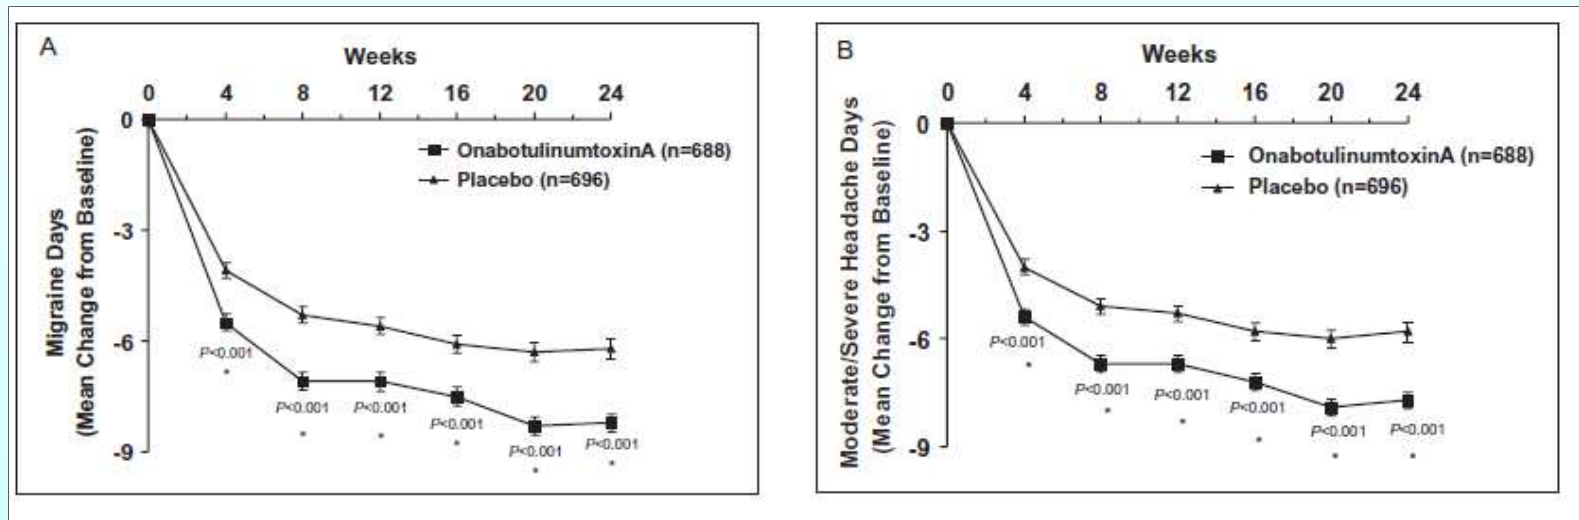 A
Weeks
0 4 8 12 16 20 24
0
-3
-6
-9
Migraine Days
(Mean Change from Baseline)
OnabotulinumtoxinA (n=688)
Placebo (n=696)
P<0.001
*
P<0.001
*
P<0.001
*
P<0.001
*
P<0.001
*
P<0.001
*
B
Weeks
0 4 8 12 16 20 24
0
-3
-6
-9
Moderate/Severe Headache Days
(Mean Change from Baseline)
OnabotulinumtoxinA (n=688)
Placebo (n=696)
P<0.001
*
P<0.001
*
P<0.001
*
P<0.001
*
P<0.001
*
P<0.001
*